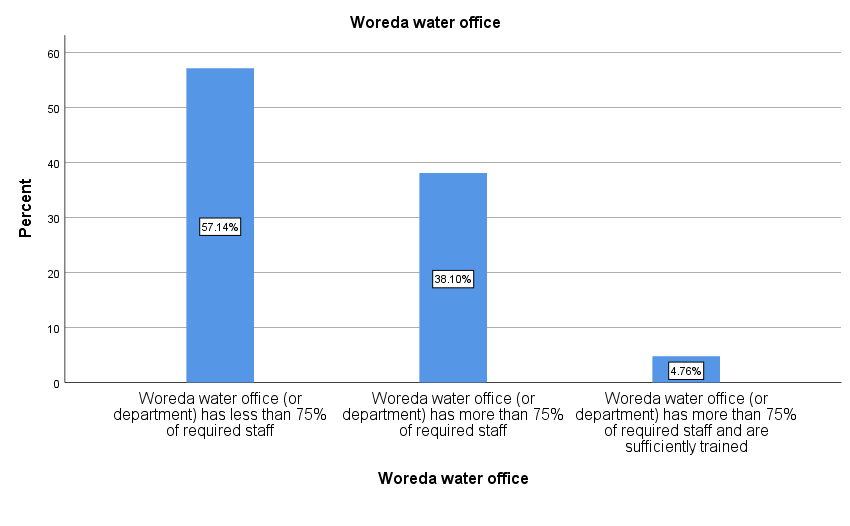 Woreda water office
60
50
40
30
20
10
0
Percent
57.14%
38.10%
4.76%
Woreda water office (or
department) has less than 75%
of required staff
Woreda water office (or
department) has more than 75%
of required staff
Woreda water office (or
department) has more than 75%
of required staff and are
sufficiently trained
Woreda water office